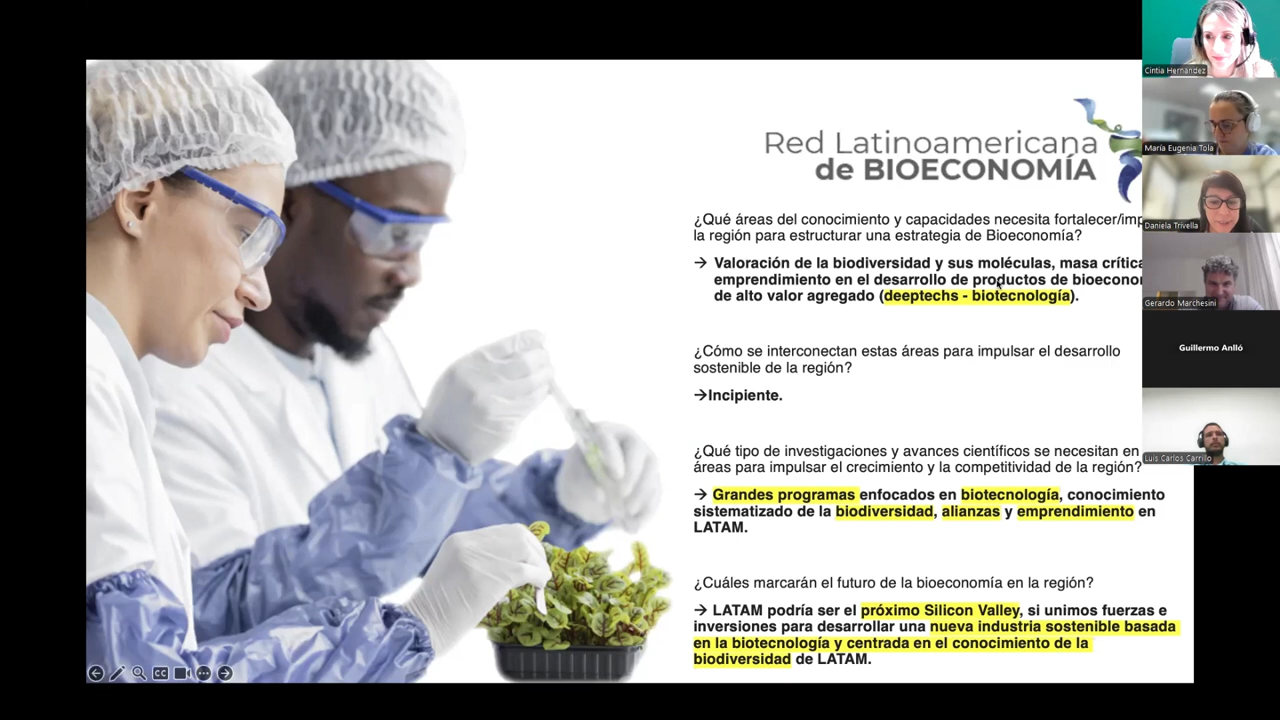 Red Latinoamericana
de BIOECONOMÍA
¿Qué áreas del conocimiento y capacidades necesita fortalecer/imp
la región para estructurar una estrategia de Bioeconomía?
→ Valoración de la biodiversidad y sus moléculas, masa crítica
emprendimiento en el desarrollo de productos de bioecono
de alto valor agregado (deeptechs - biotecnología).
¿Cómo se interconectan estas áreas para impulsar el desarrollo
sostenible de la región?
→Incipiente.
¿Qué tipo de investigaciones y avances científicos se necesitan en
áreas para impulsar el crecimiento y la competitividad de la región?
→ Grandes programas enfocados en biotecnología, conocimiento
sistematizado de la biodiversidad, alianzas y emprendimiento en
LATAM.
¿Cuáles marcarán el futuro de la bioeconomía en la región?
→ LATAM podría ser el próximo Silicon Valley, si unimos fuerzas e
inversiones para desarrollar una nueva industria sostenible basada
en la biotecnología y centrada en el conocimiento de la
biodiversidad de LATAM.
Cintia Hernandez
María Eugenia Tola
Daniela Trivella
Gerardo Marchesini
Guillermo Anlló
Luis Carlos Carrillo
CC